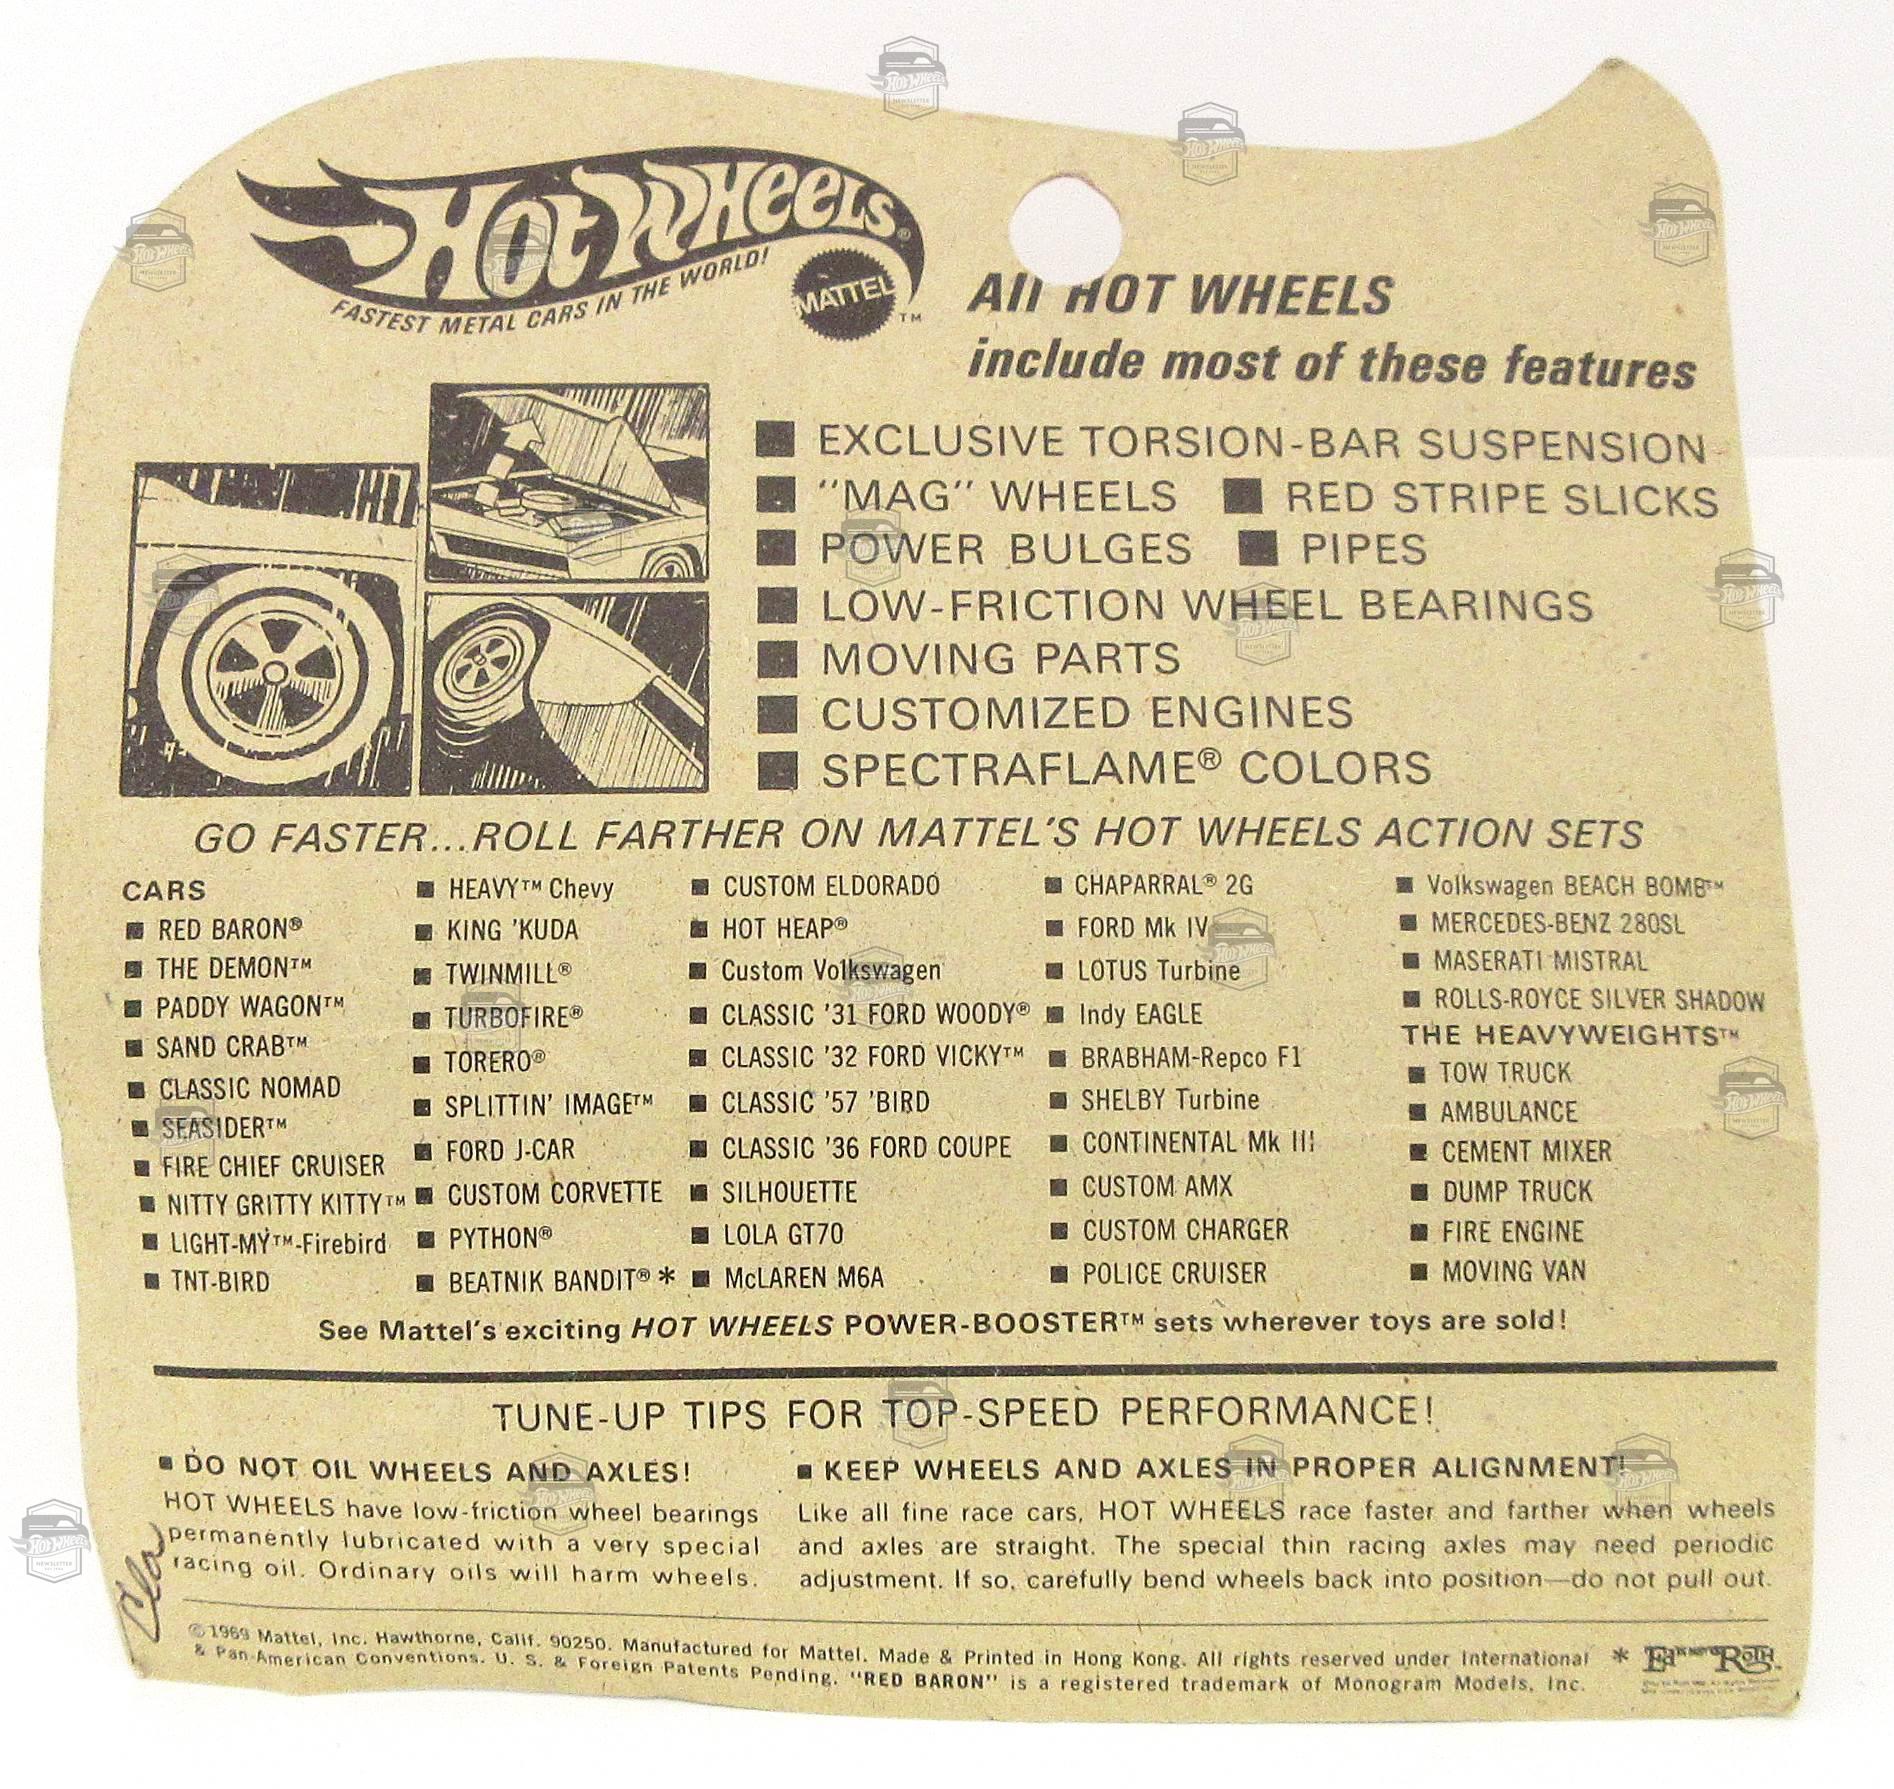 HOT WHEELS®
FASTEST METAL CARS IN THE WORLD!
MATTEL™
All HOT WHEELS
include most of these features
■ EXCLUSIVE TORSION-BAR SUSPENSION
■ "MAG" WHEELS ■ RED STRIPE SLICKS
■ POWER BULGES ■ PIPES
■ LOW-FRICTION WHEEL BEARINGS
■ MOVING PARTS
■ CUSTOMIZED ENGINES
■ SPECTRAFLAME® COLORS
GO FASTER...ROLL FARTHER ON MATTEL'S HOT WHEELS ACTION SETS
CARS
■ RED BARON®
■ THE DEMON™
■ PADDY WAGON™
■ SAND CRAB™
■ CLASSIC NOMAD
■ SEASIDER™
■ FIRE CHIEF CRUISER
■ NITTY GRITTY KITTY™
■ LIGHT-MY™-Firebird
■ TNT-BIRD
■ HEAVY™ Chevy
■ KING 'KUDA
■ TWINMILL®
■ TURBOFIRE®
■ TORERO®
■ SPLITTIN' IMAGE™
■ FORD J-CAR
■ CUSTOM CORVETTE
■ PYTHON®
■ BEATNIK BANDIT® *
■ CUSTOM ELDORADO
■ HOT HEAP®
■ Custom Volkswagen
■ CLASSIC '31 FORD WOODY®
■ CLASSIC '32 FORD VICKY™
■ CLASSIC '57 'BIRD
■ CLASSIC '36 FORD COUPE
■ SILHOUETTE
■ LOLA GT70
■ McLAREN M6A
■ CHAPARRAL® 2G
■ FORD Mk IV
■ LOTUS Turbine
■ Indy EAGLE
■ BRABHAM-Repco F1
■ SHELBY Turbine
■ CONTINENTAL Mk III
■ CUSTOM AMX
■ CUSTOM CHARGER
■ POLICE CRUISER
■ Volkswagen BEACH BOMB™
■ MERCEDES-BENZ 280SL
■ MASERATI MISTRAL
■ ROLLS-ROYCE SILVER SHADOW
THE HEAVYWEIGHTS™
■ TOW TRUCK
■ AMBULANCE
■ CEMENT MIXER
■ DUMP TRUCK
■ FIRE ENGINE
■ MOVING VAN
See Mattel's exciting HOT WHEELS POWER-BOOSTER™ sets wherever toys are sold!
TUNE-UP TIPS FOR TOP-SPEED PERFORMANCE!
■ DO NOT OIL WHEELS AND AXLES!
HOT WHEELS have low-friction wheel bearings
permanently lubricated with a very special
racing oil. Ordinary oils will harm wheels.
■ KEEP WHEELS AND AXLES IN PROPER ALIGNMENT!
Like all fine race cars, HOT WHEELS race faster and farther when wheels
and axles are straight. The special thin racing axles may need periodic
adjustment. If so, carefully bend wheels back into position—do not pull out.
©1969 Mattel, Inc. Hawthorne, Calif. 90250. Manufactured for Mattel. Made & Printed in Hong Kong. All rights reserved under International
& Pan-American Conventions. U. S. & Foreign Patents Pending. "RED BARON" is a registered trademark of Monogram Models, Inc.
* Ed Roth